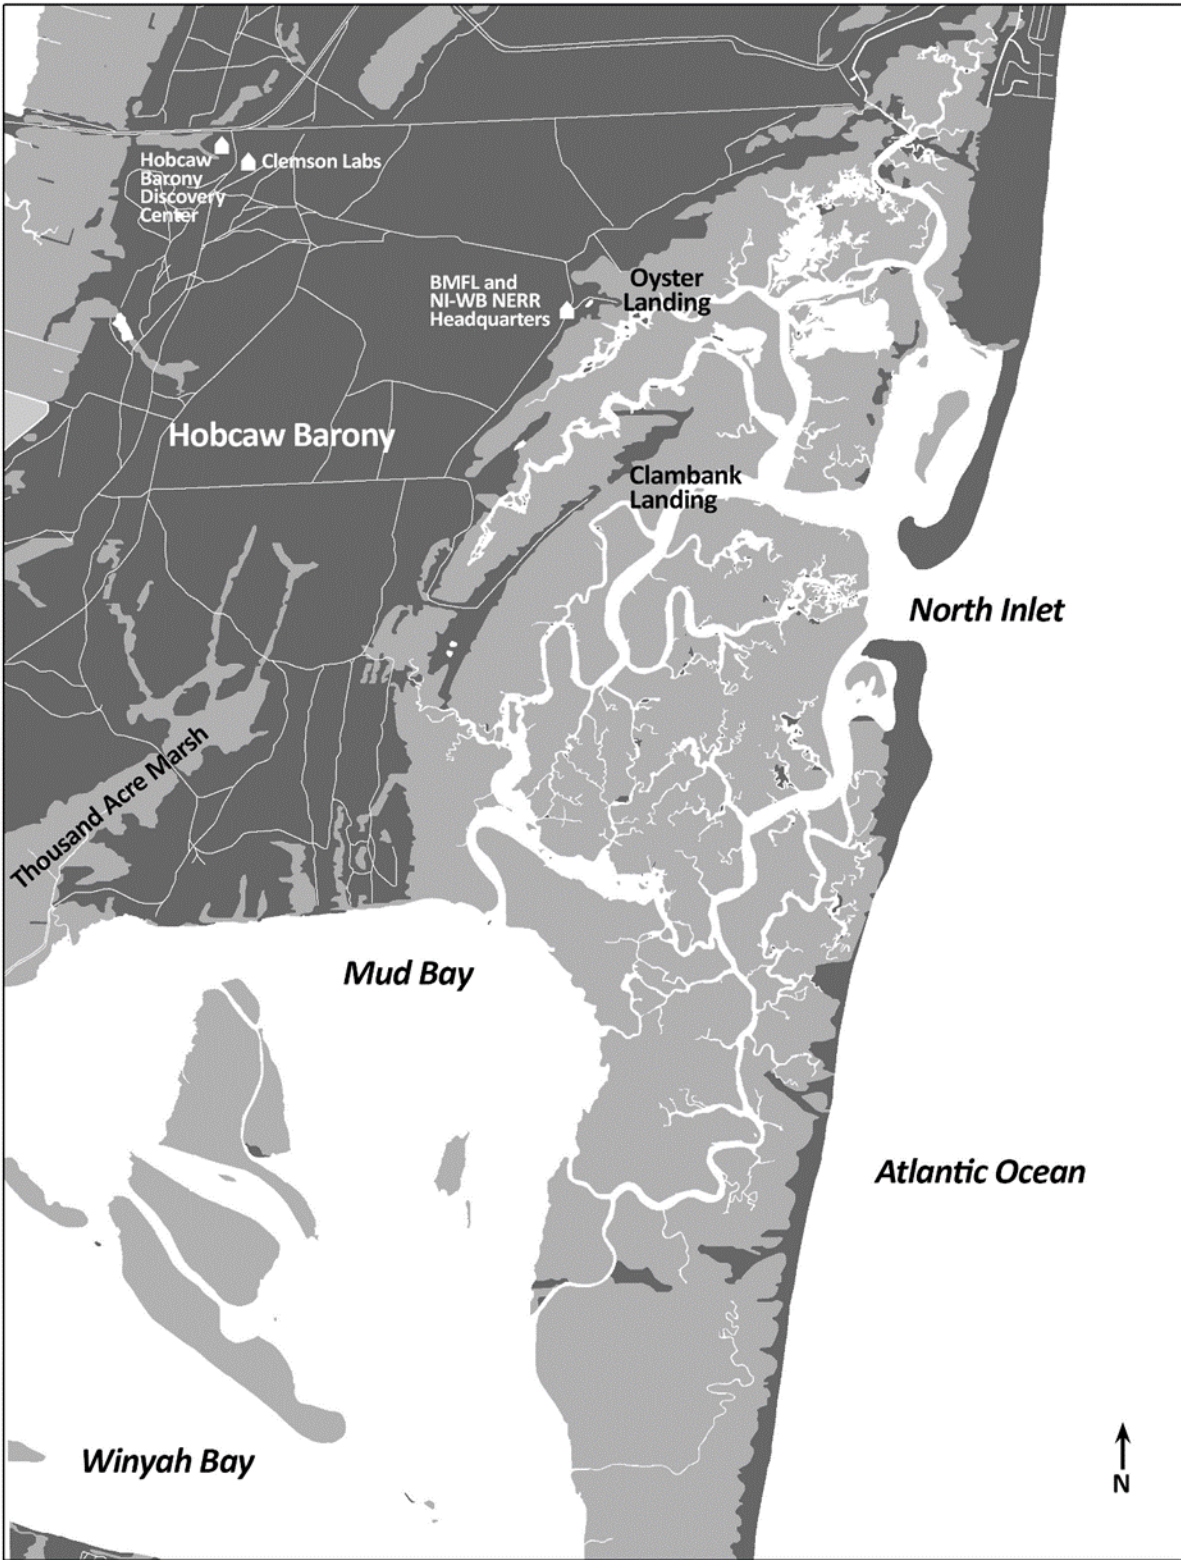 Hobcaw
Barony
Discovery
Center
Clemson Labs
BMFL and
NI-WB NERR
Headquarters
Oyster
Landing
Hobcaw Barony
Clambank
Landing
North Inlet
Thousand Acre Marsh
Mud Bay
Atlantic Ocean
Winyah Bay
N